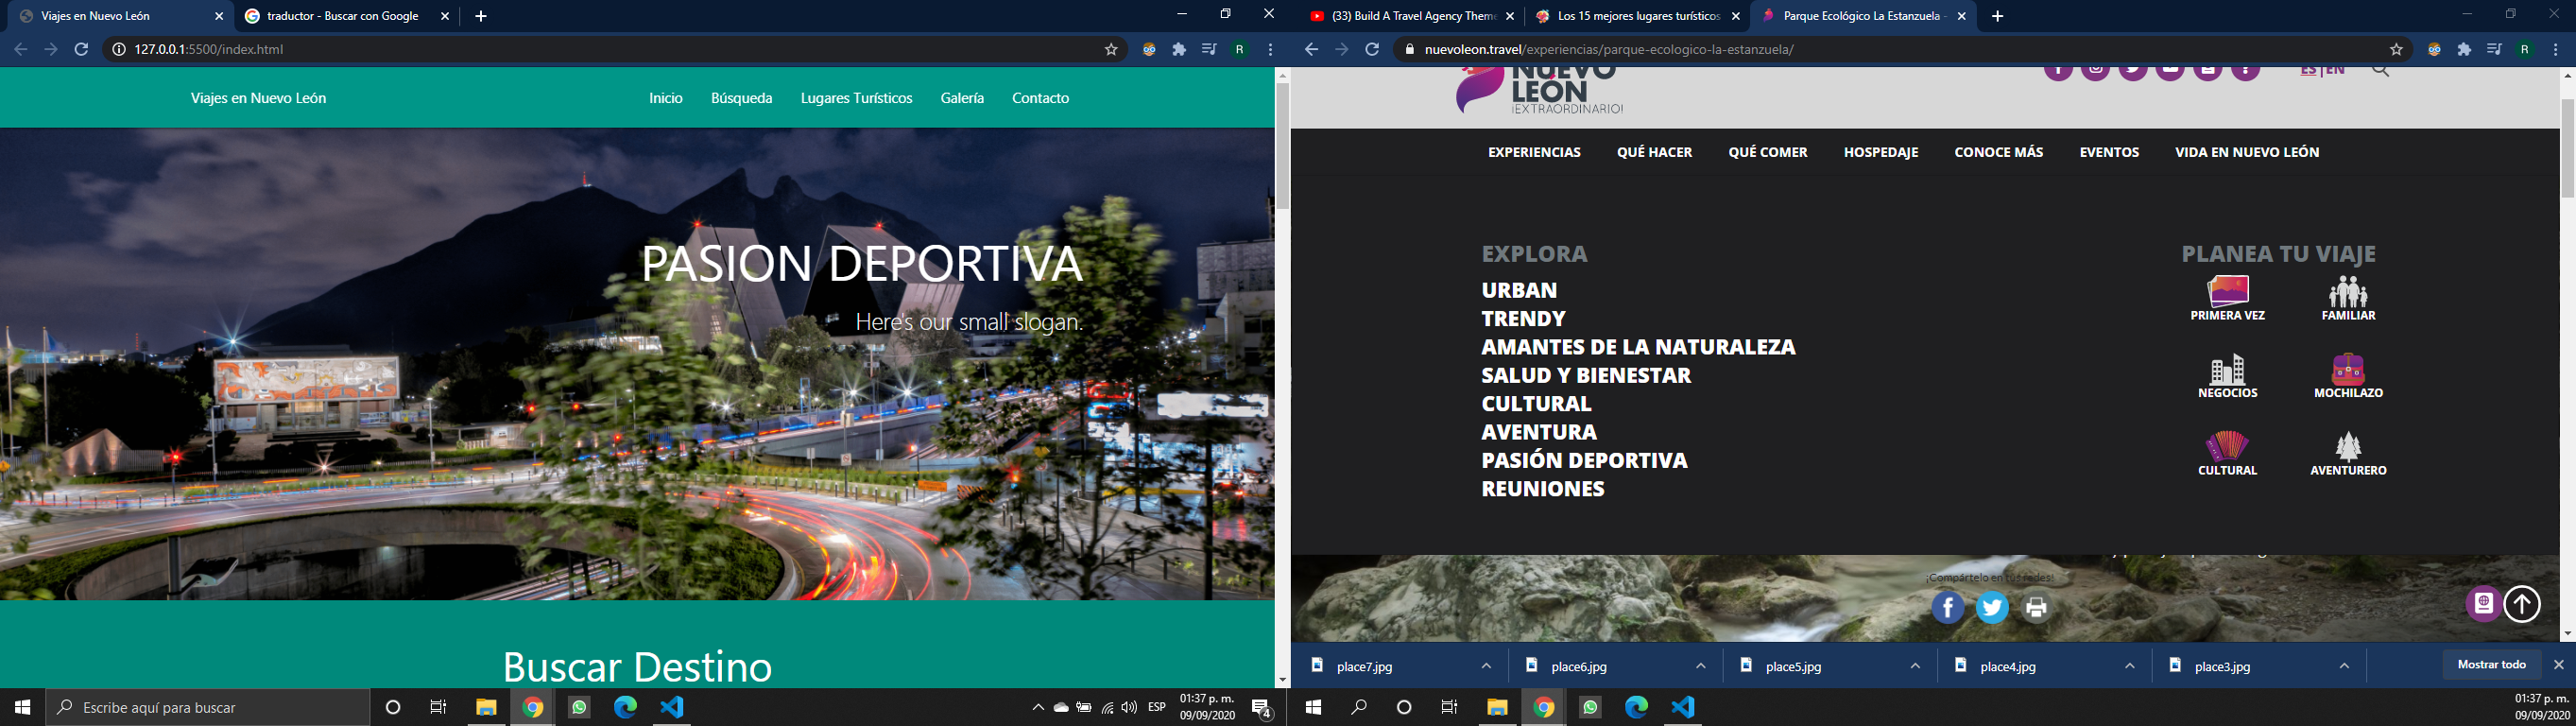 Viajes en Nuevo León
traductor - Buscar con Google
127.0.0.1:5500/index.html
R
Viajes en Nuevo León
Inicio
Búsqueda
Lugares Turísticos
Galería
Contacto
PASION DEPORTIVA
Here's our small slogan.
Buscar Destino
Escribe aquí para buscar
ESP
01:37 p. m.
09/09/2020
4
(33) Build A Travel Agency Theme
Los 15 mejores lugares turísticos
Parque Ecológico La Estanzuela -
nuevoleon.travel/experiencias/parque-ecologico-la-estanzuela/
R
NUEVO
LEÓN
¡EXTRAORDINARIO!
ES | EN
EXPERIENCIAS
QUÉ HACER
QUÉ COMER
HOSPEDAJE
CONOCE MÁS
EVENTOS
VIDA EN NUEVO LEÓN
EXPLORA
URBAN
TRENDY
AMANTES DE LA NATURALEZA
SALUD Y BIENESTAR
CULTURAL
AVENTURA
PASIÓN DEPORTIVA
REUNIONES
PLANEA TU VIAJE
PRIMERA VEZ
FAMILIAR
NEGOCIOS
MOCHILAZO
CULTURAL
AVENTURERO
¡Compártelo en tus redes!
place7.jpg
place6.jpg
place5.jpg
place4.jpg
place3.jpg
Mostrar todo
01:37 p. m.
09/09/2020